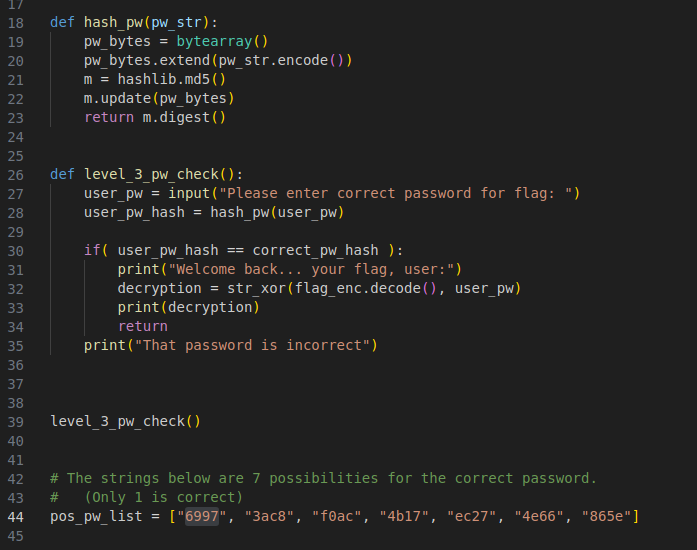 17
18 def hash_pw(pw_str):
19     pw_bytes = bytearray()
20     pw_bytes.extend(pw_str.encode())
21     m = hashlib.md5()
22     m.update(pw_bytes)
23     return m.digest()
24
25
26 def level_3_pw_check():
27     user_pw = input("Please enter correct password for flag: ")
28     user_pw_hash = hash_pw(user_pw)
29
30     if( user_pw_hash == correct_pw_hash ):
31         print("Welcome back... your flag, user:")
32         decryption = str_xor(flag_enc.decode(), user_pw)
33         print(decryption)
34         return
35     print("That password is incorrect")
36
37
38
39 level_3_pw_check()
40
41
42 # The strings below are 7 possibilities for the correct password.
43 #   (Only 1 is correct)
44 pos_pw_list = ["6997", "3ac8", "f0ac", "4b17", "ec27", "4e66", "865e"]
45